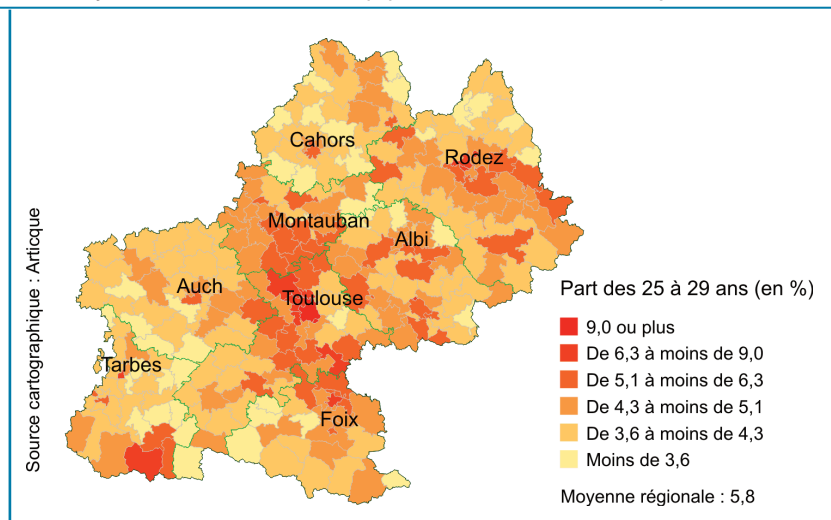 Source cartographique : Articque
Cahors
Rodez
Montauban
Albi
Auch
Toulouse
Tarbes
Foix
Part des 25 à 29 ans (en %)
9,0 ou plus
De 6,3 à moins de 9,0
De 5,1 à moins de 6,3
De 4,3 à moins de 5,1
De 3,6 à moins de 4,3
Moins de 3,6
Moyenne régionale : 5,8